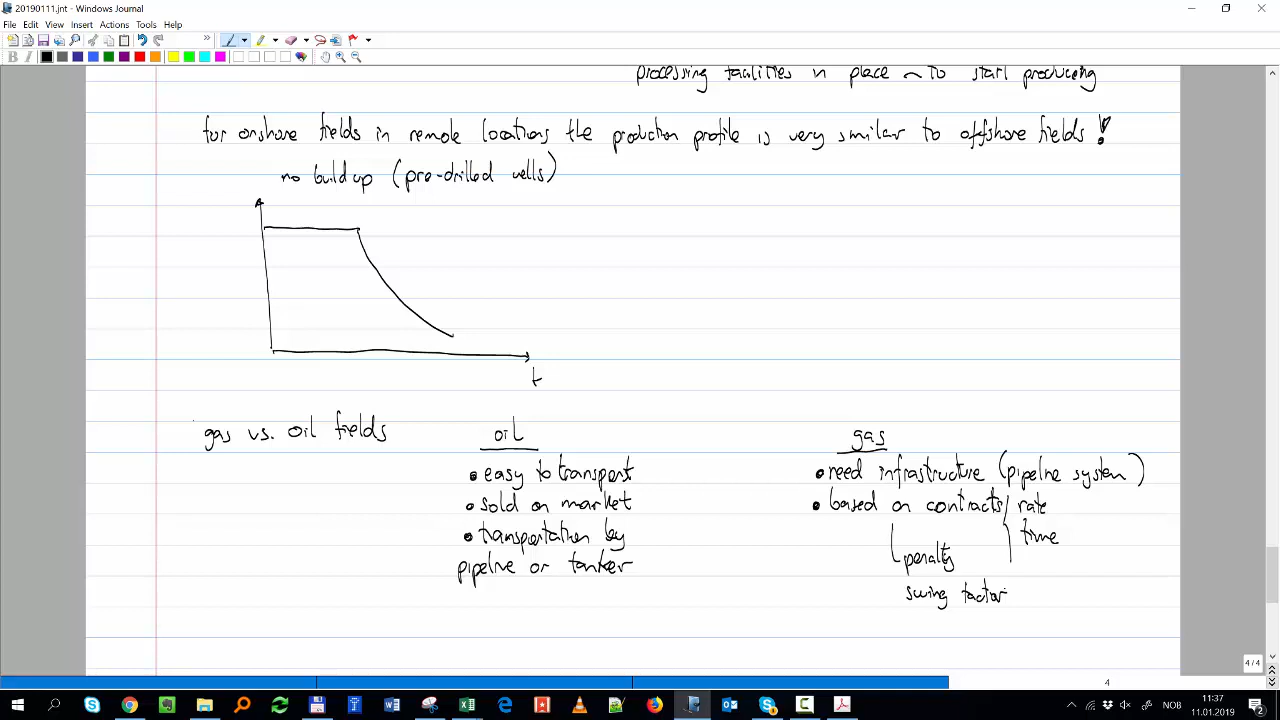 20190111.jnt - Windows Journal
File Edit View Insert Actions Tools Help
processing facilities in place to start producing
for onshore fields in remote locations the production profile is very similar to offshore fields!
no build up (pre-drilled wells)
t
gas vs. oil fields
oil
• easy to transport
• sold on market
• transportation by
pipeline or tanker
gas
• need infrastructure (pipeline system)
• based on contracts rate
time
penalty
swing factor
4/4
4
NOB
11:37
11.01.2019
2